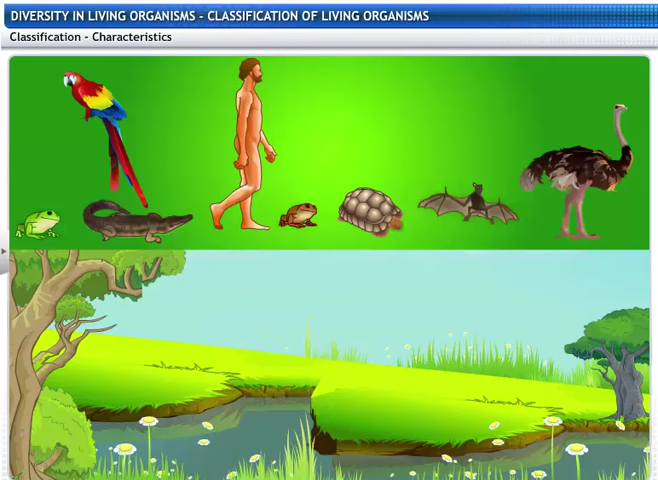 DIVERSITY IN LIVING ORGANISMS - CLASSIFICATION OF LIVING ORGANISMS
Classification - Characteristics